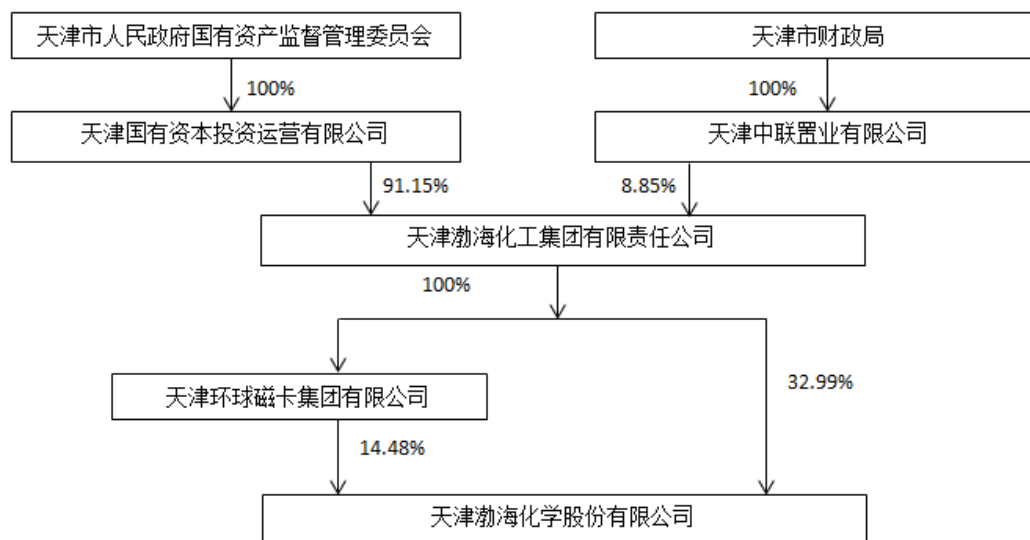 天津市人民政府国有资产监督管理委员会
天津市财政局
100%
100%
天津国有资本投资运营有限公司
天津中联置业有限公司
91.15%
8.85%
天津渤海化工集团有限责任公司
100%
32.99%
天津环球磁卡集团有限公司
14.48%
天津渤海化学股份有限公司